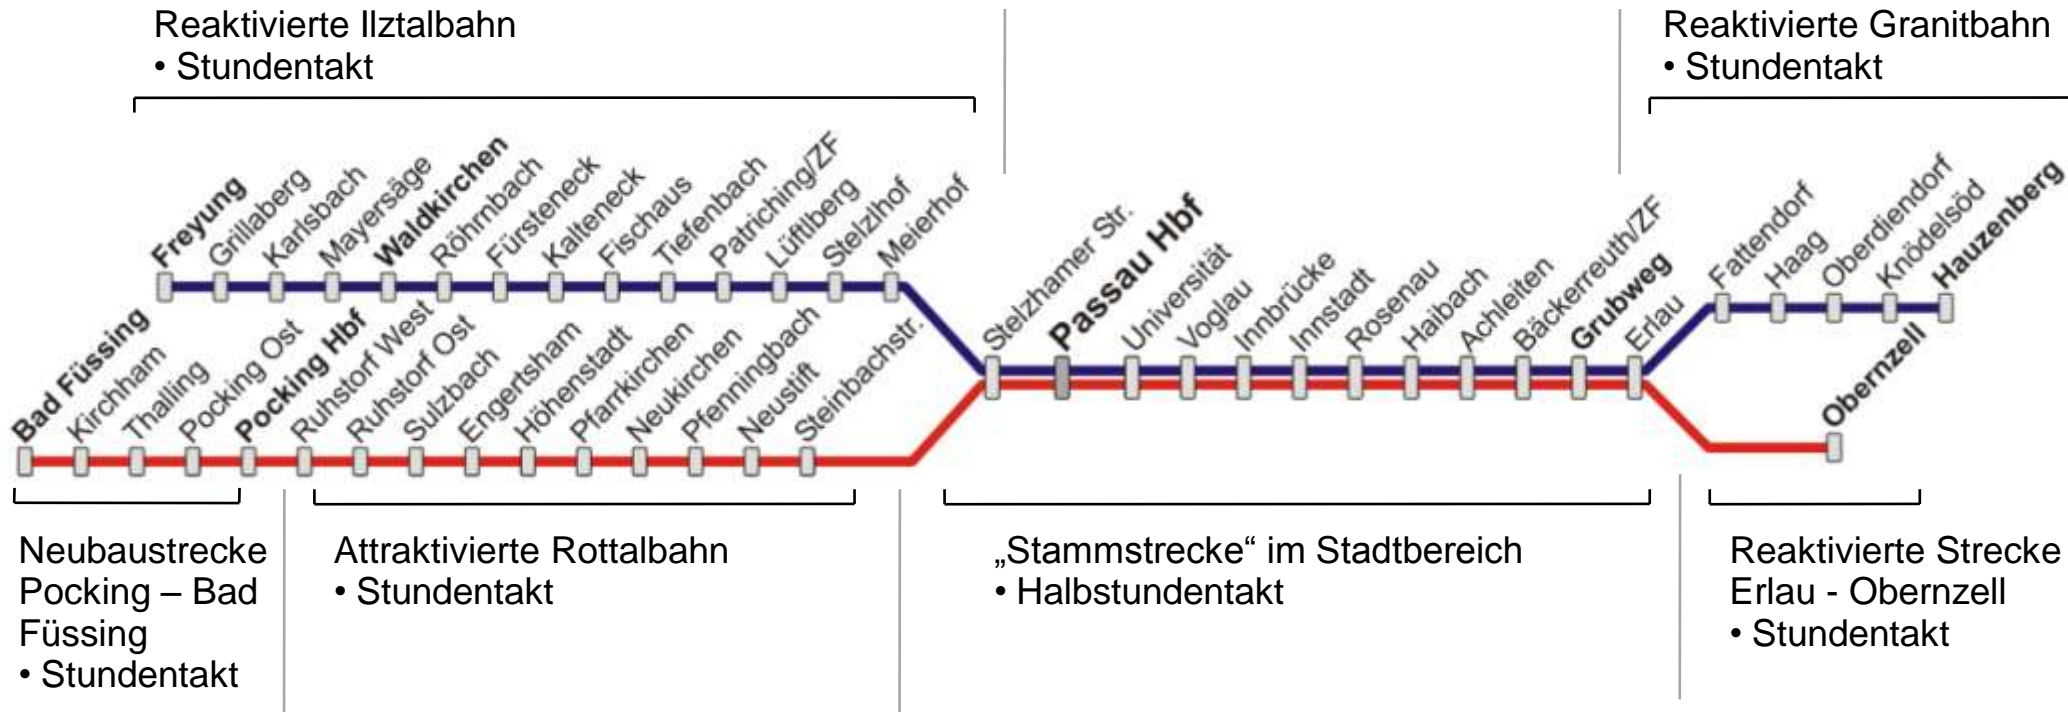 Reaktivierte Ilztalbahn
• Stundentakt
Reaktivierte Granitbahn
• Stundentakt
Freyung
Grillaberg
Karlsbach
Mayersäge
Waldkirchen
Röhrnbach
Fürsteneck
Kalteneck
Fischaus
Tiefenbach
Patriching/ZF
Lüftlberg
Stelzlhof
Meierhof
Stelzhamer Str.
Passau Hbf
Universität
Voglau
Innbrücke
Innstadt
Rosenau
Haibach
Achleiten
Bäckerreuth/ZF
Grubweg
Erlau
Fattendorf
Haag
Oberdiendorf
Knödelsöd
Hauzenberg
Bad Füssing
Kirchham
Thalling
Pocking Ost
Pocking Hbf
Ruhstorf West
Ruhstorf Ost
Sulzbach
Engertsham
Höhenstadt
Pfarrkirchen
Neukirchen
Pfenningbach
Neustift
Steinbachstr.
Obernzell
Neubaustrecke
Pocking – Bad
Füssing
• Stundentakt
Attraktivierte Rottalbahn
• Stundentakt
„Stammstrecke“ im Stadtbereich
• Halbstundentakt
Reaktivierte Strecke
Erlau - Obernzell
• Stundentakt